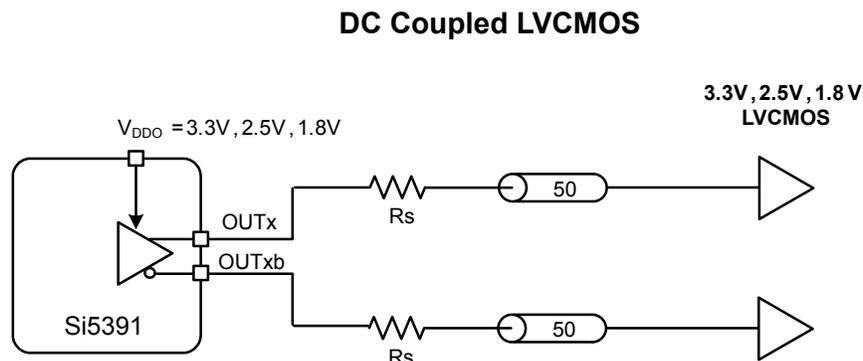 DC Coupled LVCMOS
3.3V, 2.5V, 1.8 V
LVCMOS
VDDO = 3.3V, 2.5V, 1.8V
50
Rs
OUTx
OUTxb
Si5391
50
Rs